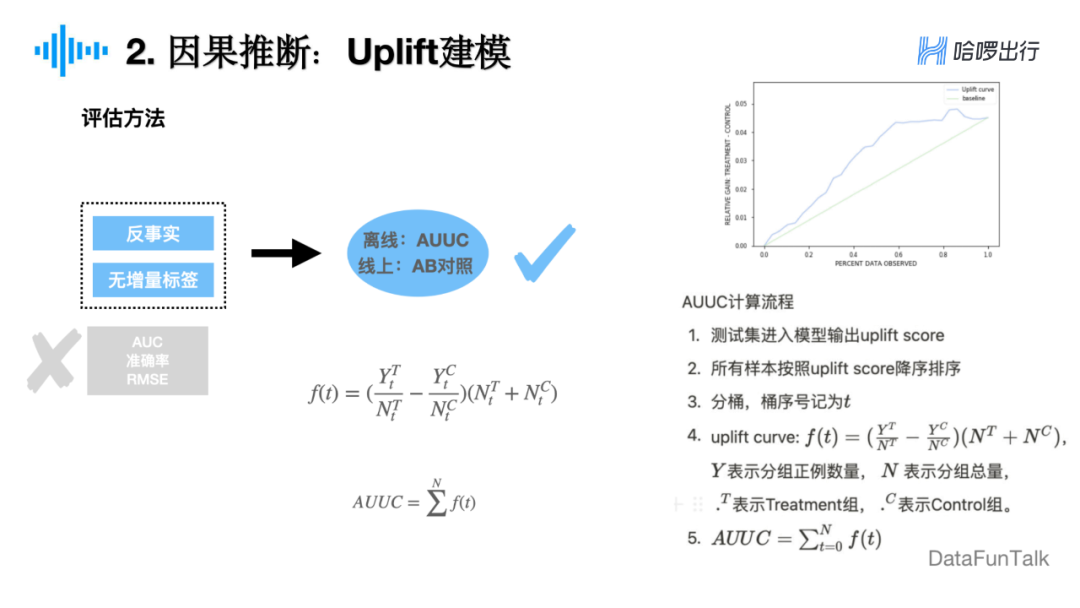 2. 因果推断：Uplift建模
哈啰出行
评估方法
反事实
无增量标签
离线：AUUC
线上：AB对照
AUC
准确率
RMSE
f(t) = (\frac{Y_t^T}{N_t^T} - \frac{Y_t^C}{N_t^C})(N_t^T + N_t^C)
AUUC = \sum^N f(t)
Uplift curve
baseline
RELATIVE GAIN: TREATMENT - CONTROL
0.05
0.04
0.03
0.02
0.01
0.00
0.0 0.2 0.4 0.6 0.8 1.0
PERCENT DATA OBSERVED
AUUC计算流程
1. 测试集进入模型输出uplift score
2. 所有样本按照uplift score降序排序
3. 分桶，桶序号记为t
4. uplift curve: f(t) = (\frac{Y^T}{N^T} - \frac{Y^C}{N^C})(N^T + N^C),
Y 表示分组正例数量， N 表示分组总量，
.^T表示Treatment组， .^C表示Control组。
5. AUUC = \sum_{t=0}^N f(t)
DataFunTalk